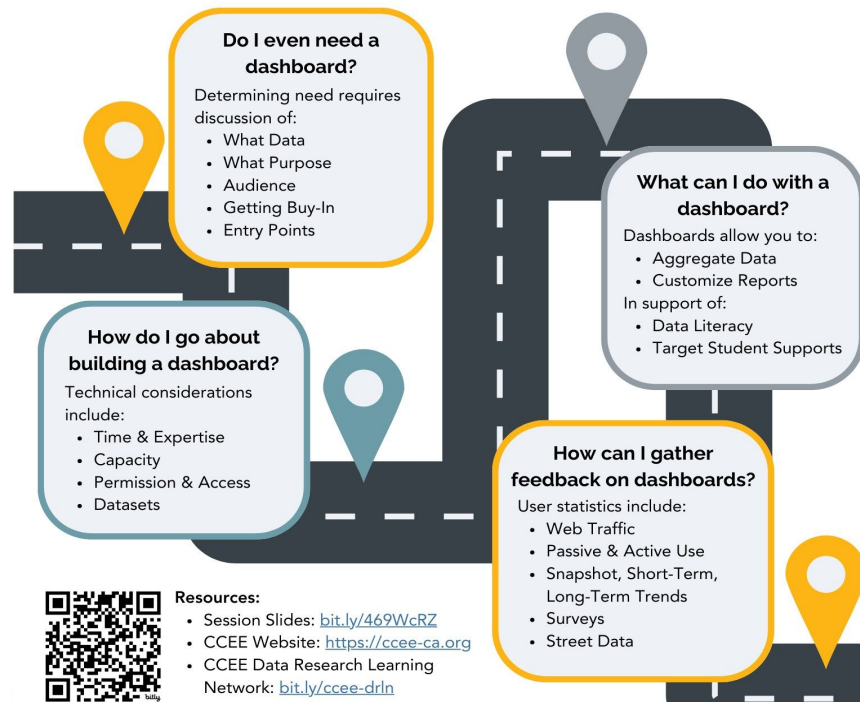 Do I even need a
dashboard?
Determining need requires
discussion of:
• What Data
• What Purpose
• Audience
• Getting Buy-In
• Entry Points
How do I go about
building a dashboard?
Technical considerations
include:
• Time & Expertise
• Capacity
• Permission & Access
• Datasets
What can I do with a
dashboard?
Dashboards allow you to:
• Aggregate Data
• Customize Reports
In support of:
• Data Literacy
• Target Student Supports
How can I gather
feedback on dashboards?
User statistics include:
• Web Traffic
• Passive & Active Use
• Snapshot, Short-Term,
Long-Term Trends
• Surveys
• Street Data
Resources:
• Session Slides: bit.ly/469WcRZ
• CCEE Website: https://ccee-ca.org
• CCEE Data Research Learning
Network: bit.ly/ccee-drln
bitly